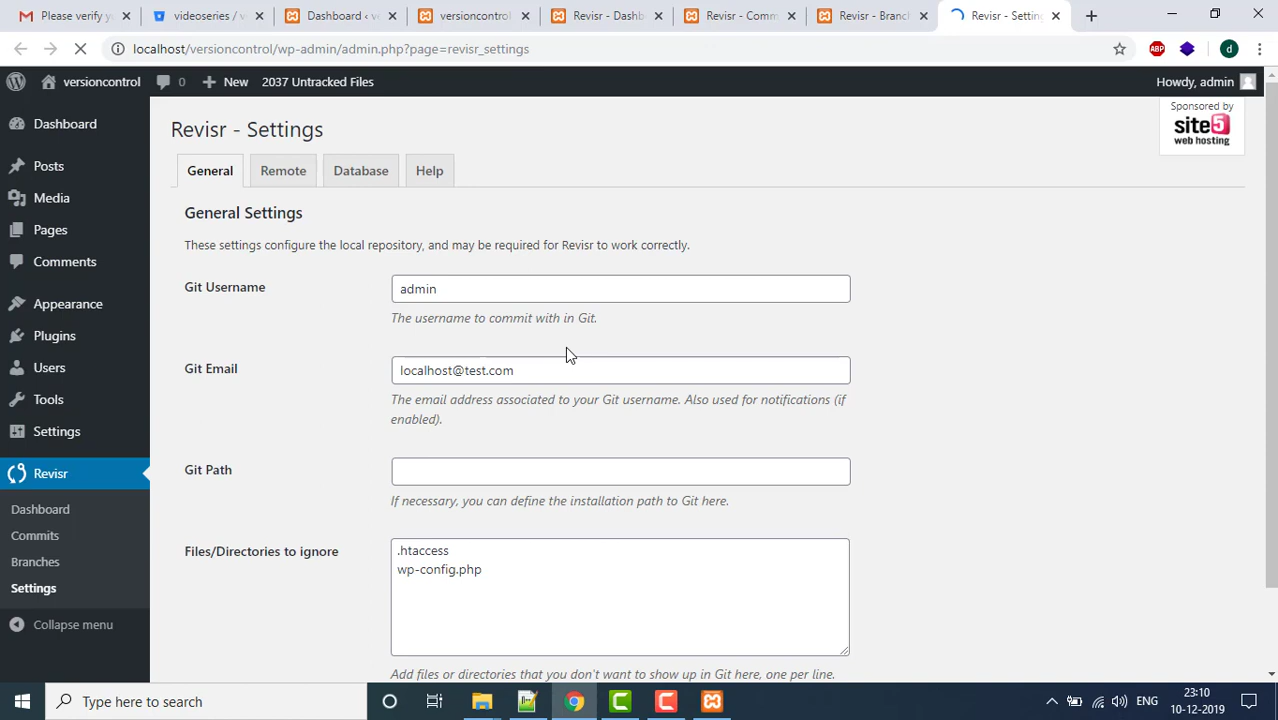 Please verify y
videoseries / v
Dashboard ‹ v
versioncontrol
Revisr - Dashb
Revisr - Comm
Revisr - Branc
Revisr - Settin
localhost/versioncontrol/wp-admin/admin.php?page=revisr_settings
ABP
d
versioncontrol
0
New
2037 Untracked Files
Howdy, admin
Dashboard
Posts
Media
Pages
Comments
Appearance
Plugins
Users
Tools
Settings
Revisr
Dashboard
Commits
Branches
Settings
Collapse menu
Revisr - Settings
Sponsored by
site5
web hosting
General
Remote
Database
Help
General Settings
These settings configure the local repository, and may be required for Revisr to work correctly.
Git Username
admin
The username to commit with in Git.
Git Email
localhost@test.com
The email address associated to your Git username. Also used for notifications (if
enabled).
Git Path
If necessary, you can define the installation path to Git here.
Files/Directories to ignore
.htaccess
wp-config.php
Add files or directories that you don't want to show up in Git here, one per line.
Type here to search
ENG
23:10
10-12-2019